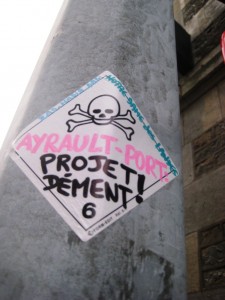 AYRAULT-PORT,
PROJET
DÉMENT!
6